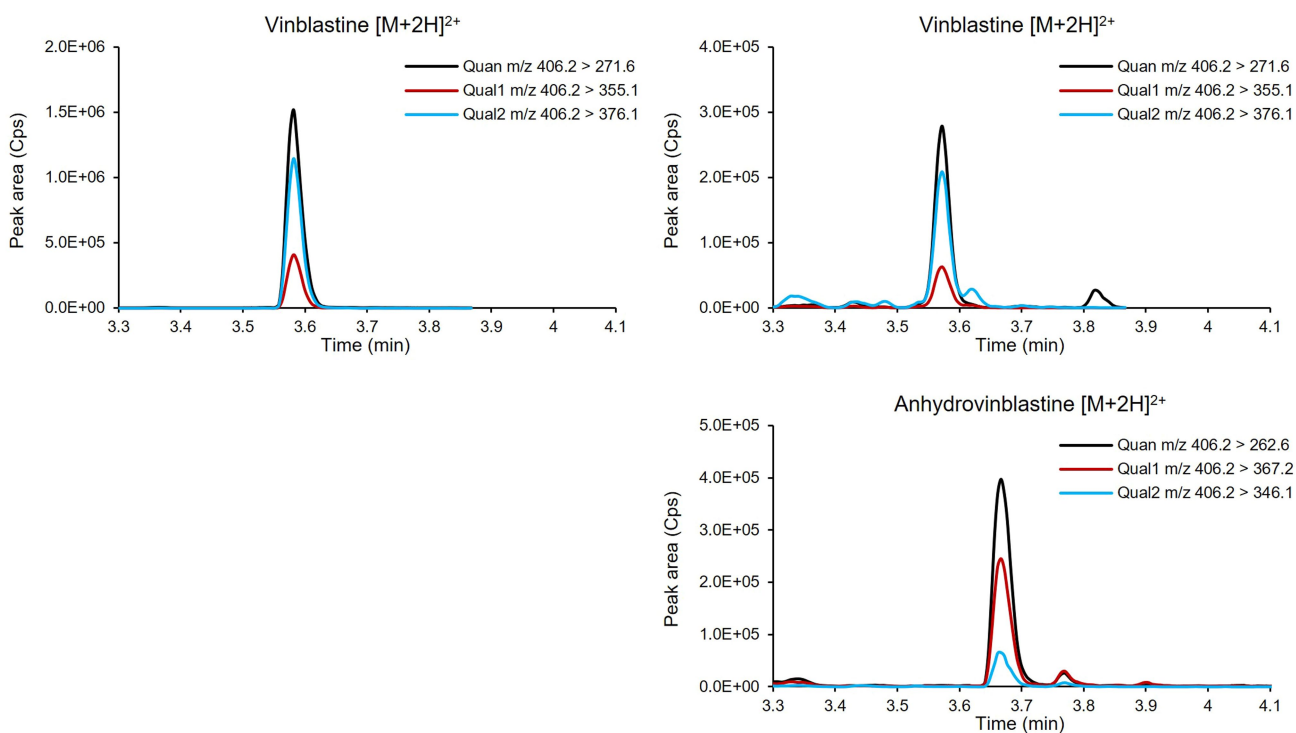 Vinblastine [M+2H]²⁺
2.0E+06
1.5E+06
1.0E+06
5.0E+05
0.0E+00
Peak area (Cps)
Quan m/z 406.2 > 271.6
Qual1 m/z 406.2 > 355.1
Qual2 m/z 406.2 > 376.1
3.3 3.4 3.5 3.6 3.7 3.8 3.9 4 4.1
Time (min)
Vinblastine [M+2H]²⁺
4.0E+05
3.0E+05
2.0E+05
1.0E+05
0.0E+00
Peak area (Cps)
Quan m/z 406.2 > 271.6
Qual1 m/z 406.2 > 355.1
Qual2 m/z 406.2 > 376.1
3.3 3.4 3.5 3.6 3.7 3.8 3.9 4 4.1
Time (min)
Anhydrovinblastine [M+2H]²⁺
5.0E+05
4.0E+05
3.0E+05
2.0E+05
1.0E+05
0.0E+00
Peak area (Cps)
Quan m/z 406.2 > 262.6
Qual1 m/z 406.2 > 367.2
Qual2 m/z 406.2 > 346.1
3.3 3.4 3.5 3.6 3.7 3.8 3.9 4 4.1
Time (min)